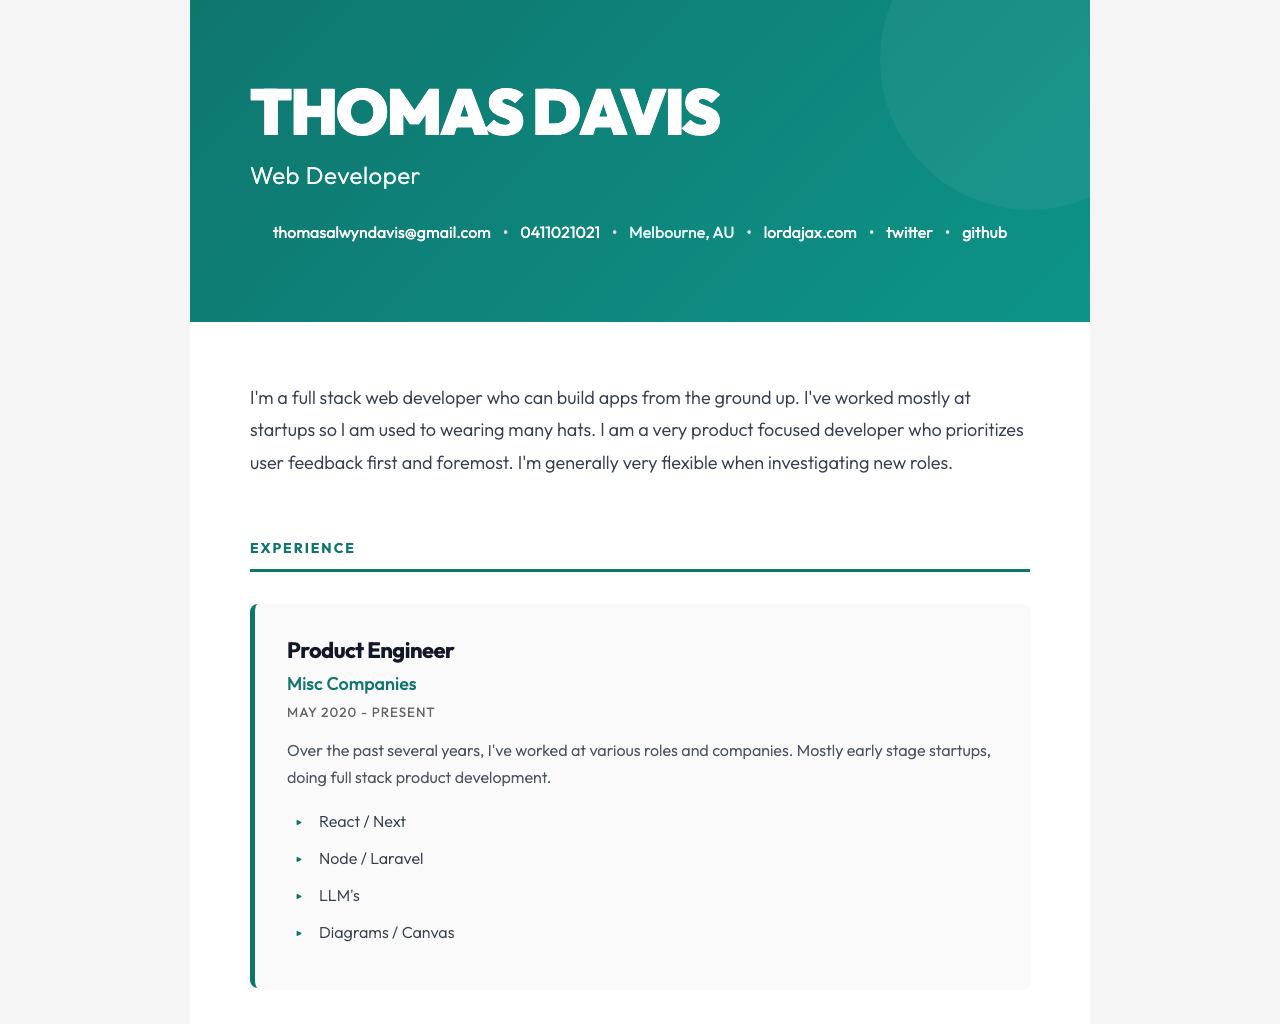 THOMAS DAVIS
Web Developer
thomasalwyndavis@gmail.com • 0411021021 • Melbourne, AU • lordajax.com • twitter • github
I'm a full stack web developer who can build apps from the ground up. I've worked mostly at
startups so I am used to wearing many hats. I am a very product focused developer who prioritizes
user feedback first and foremost. I'm generally very flexible when investigating new roles.
EXPERIENCE
Product Engineer
Misc Companies
MAY 2020 - PRESENT
Over the past several years, I've worked at various roles and companies. Mostly early stage startups,
doing full stack product development.
▸ React / Next
▸ Node / Laravel
▸ LLM's
▸ Diagrams / Canvas